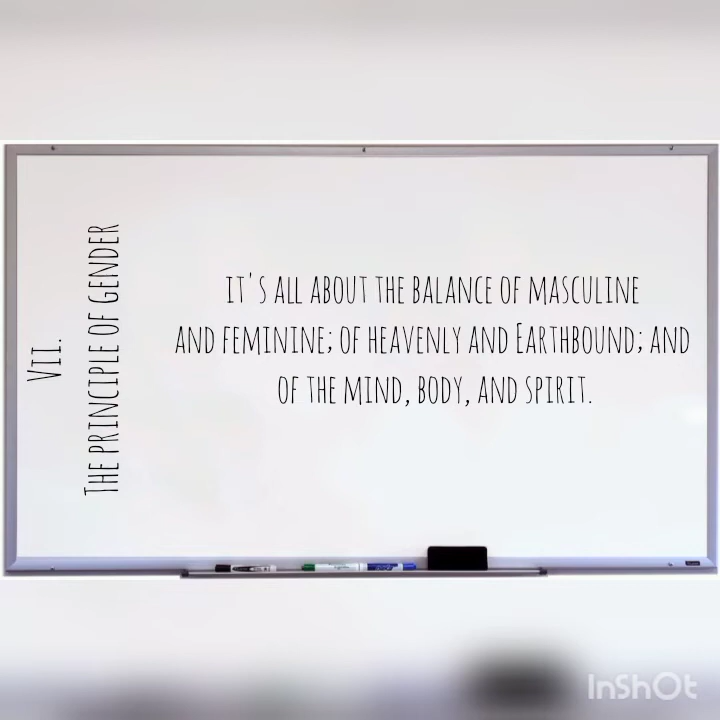 Vii.
The principle of gender
it's all about the balance of masculine
and feminine; of heavenly and Earthbound; and
of the mind, body, and spirit.
InShOt